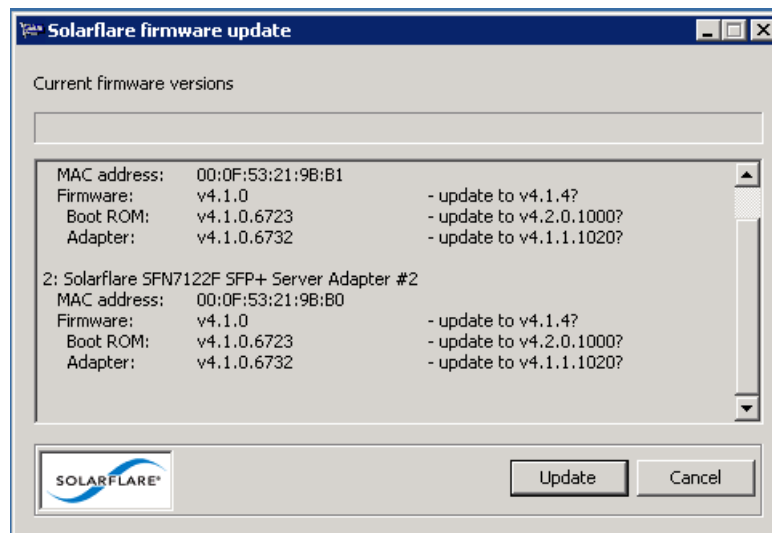 Solarflare firmware update
Current firmware versions
MAC address: 00:0F:53:21:9B:B1
Firmware: v4.1.0 - update to v4.1.4?
Boot ROM: v4.1.0.6723 - update to v4.2.0.1000?
Adapter: v4.1.0.6732 - update to v4.1.1.1020?
2: Solarflare SFN7122F SFP+ Server Adapter #2
MAC address: 00:0F:53:21:9B:B0
Firmware: v4.1.0 - update to v4.1.4?
Boot ROM: v4.1.0.6723 - update to v4.2.0.1000?
Adapter: v4.1.0.6732 - update to v4.1.1.1020?
SOLARFLARE®
Update Cancel